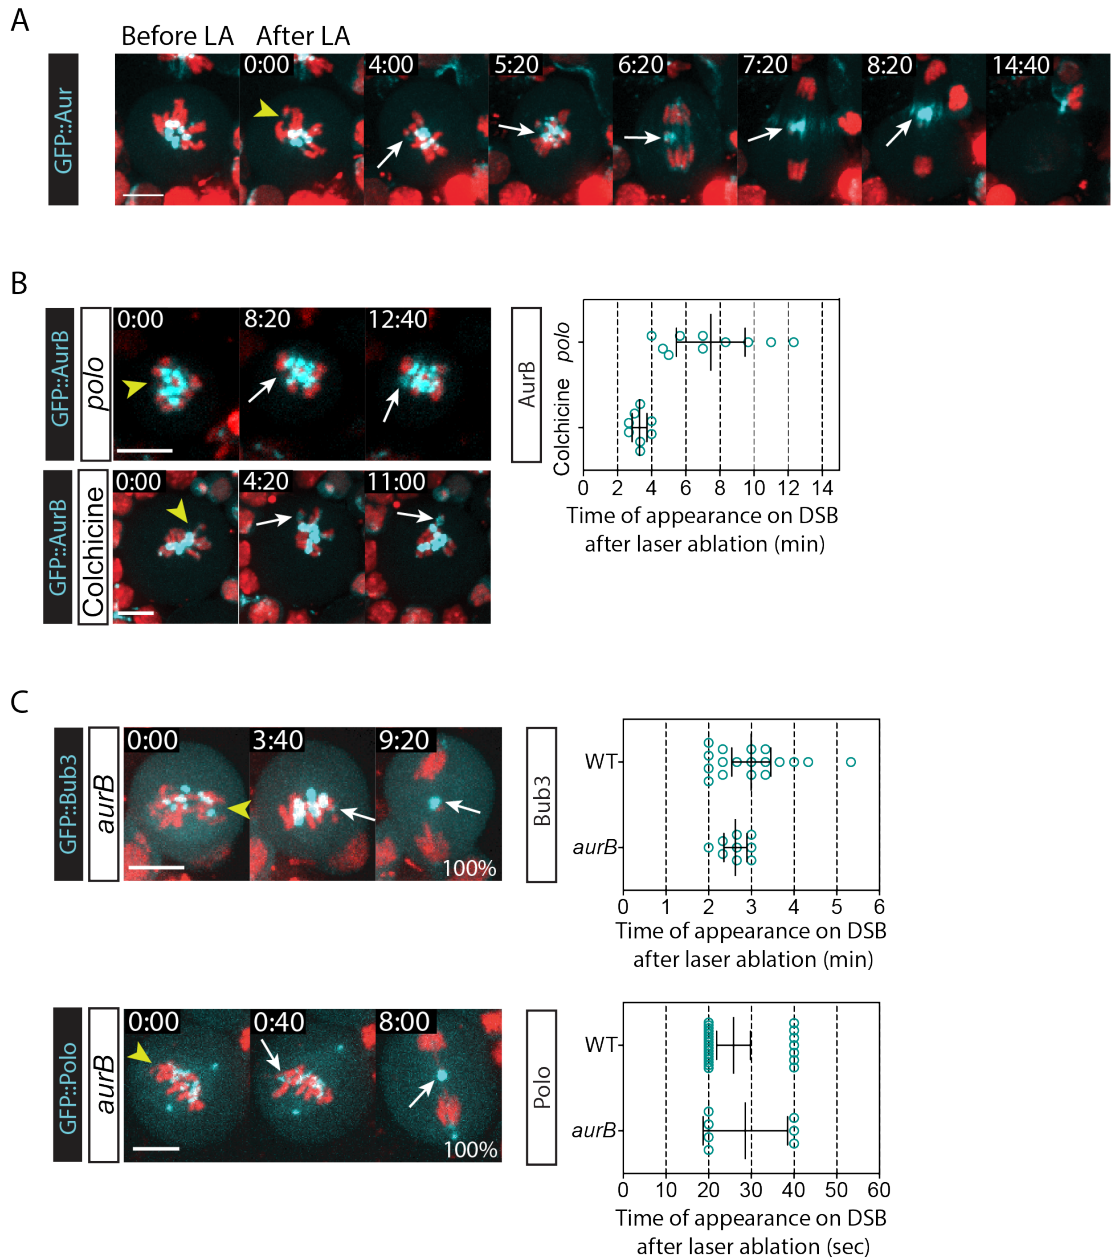 A
Before LA
After LA
GFP::Aur
0:00
4:00
5:20
6:20
7:20
8:20
14:40
B
GFP::AurB
polo
0:00
8:20
12:40
GFP::AurB
Colchicine
0:00
4:20
11:00
AurB
polo
Colchicine
0 2 4 6 8 10 12 14
Time of appearance on DSB
after laser ablation (min)
C
GFP::Bub3
aurB
0:00
3:40
9:20
100%
Bub3
WT
aurB
0 1 2 3 4 5 6
Time of appearance on DSB
after laser ablation (min)
GFP::Polo
aurB
0:00
0:40
8:00
100%
Polo
WT
aurB
0 10 20 30 40 50 60
Time of appearance on DSB
after laser ablation (sec)